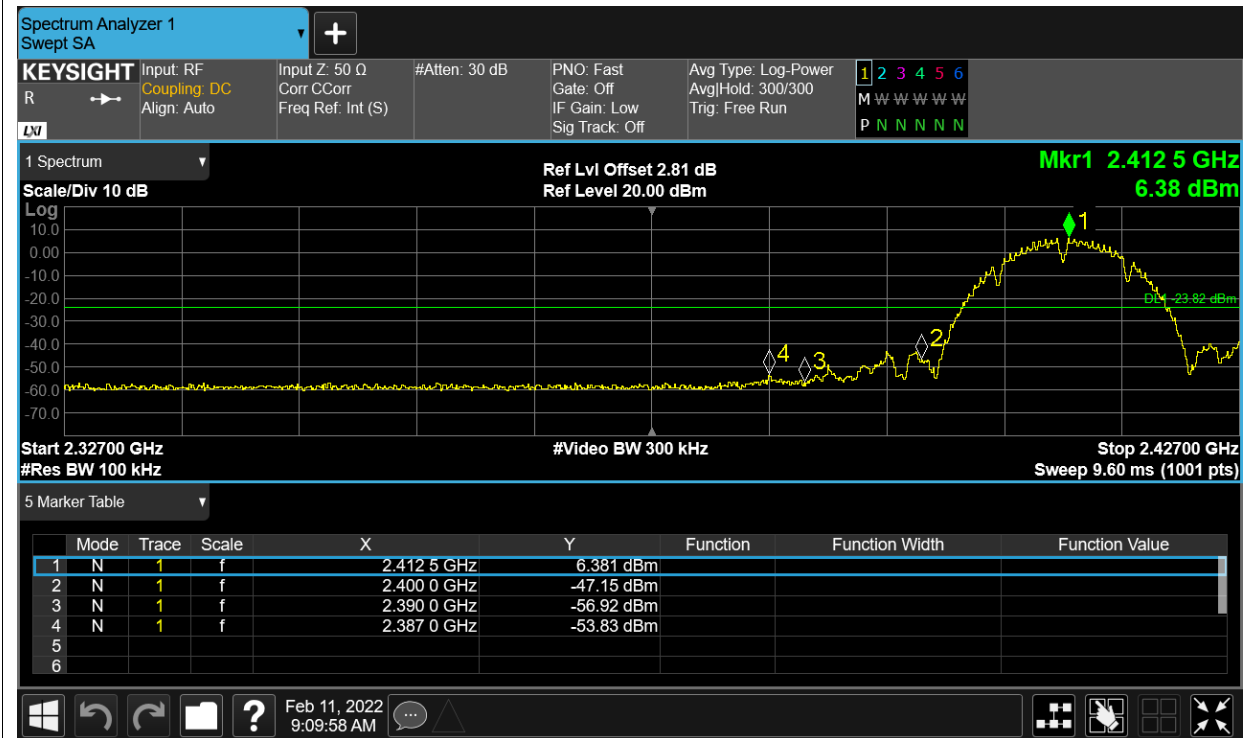 Spectrum Analyzer 1
Swept SA
+
KEYSIGHT
R
LXI
Input: RF
Coupling: DC
Align: Auto
Input Z: 50 Ω
Corr CCorr
Freq Ref: Int (S)
#Atten: 30 dB
PNO: Fast
Gate: Off
IF Gain: Low
Sig Track: Off
Avg Type: Log-Power
Avg|Hold: 300/300
Trig: Free Run
1 2 3 4 5 6
M W W W W W
P N N N N N
1 Spectrum
Scale/Div 10 dB
Ref Lvl Offset 2.81 dB
Ref Level 20.00 dBm
Mkr1 2.412 5 GHz
6.38 dBm
Log
10.0
0.00
-10.0
-20.0
-30.0
-40.0
-50.0
-60.0
-70.0
1
DL1 -23.82 dBm
2
4
3
Start 2.32700 GHz
#Video BW 300 kHz
Stop 2.42700 GHz
#Res BW 100 kHz
Sweep 9.60 ms (1001 pts)
5 Marker Table
Mode Trace Scale X Y Function Function Width Function Value
1 N 1 f 2.412 5 GHz 6.381 dBm
2 N 1 f 2.400 0 GHz -47.15 dBm
3 N 1 f 2.390 0 GHz -56.92 dBm
4 N 1 f 2.387 0 GHz -53.83 dBm
5
6
?
Feb 11, 2022
9:09:58 AM